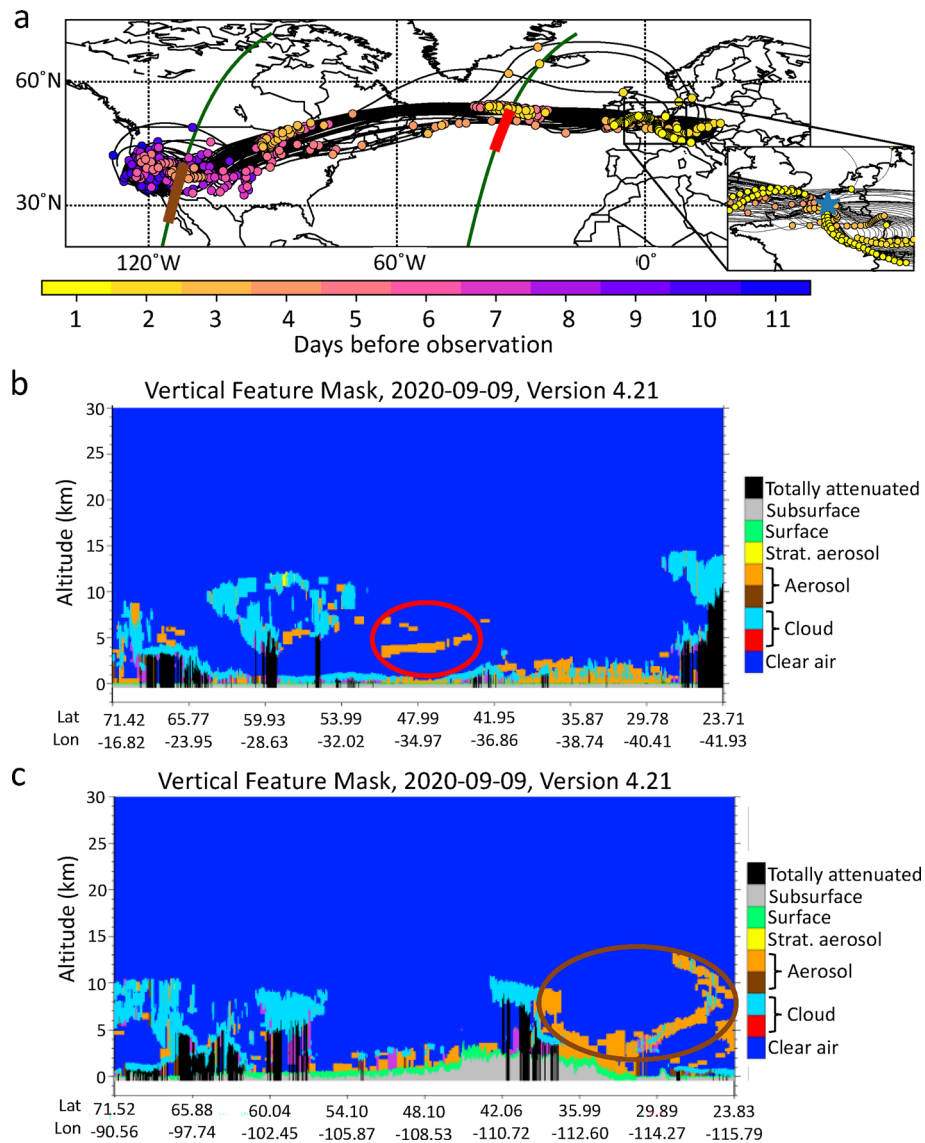 a
60°N
30°N
120°W 60°W 0°
1 2 3 4 5 6 7 8 9 10 11
Days before observation
b
Vertical Feature Mask, 2020-09-09, Version 4.21
Altitude (km)
30
25
20
15
10
5
0
Totally attenuated
Subsurface
Surface
Strat. aerosol
Aerosol
Cloud
Clear air
Lat 71.42 65.77 59.93 53.99 47.99 41.95 35.87 29.78 23.71
Lon -16.82 -23.95 -28.63 -32.02 -34.97 -36.86 -38.74 -40.41 -41.93
c
Vertical Feature Mask, 2020-09-09, Version 4.21
Altitude (km)
30
25
20
15
10
5
0
Totally attenuated
Subsurface
Surface
Strat. aerosol
Aerosol
Cloud
Clear air
Lat 71.52 65.88 60.04 54.10 48.10 42.06 35.99 29.89 23.83
Lon -90.56 -97.74 -102.45 -105.87 -108.53 -110.72 -112.60 -114.27 -115.79